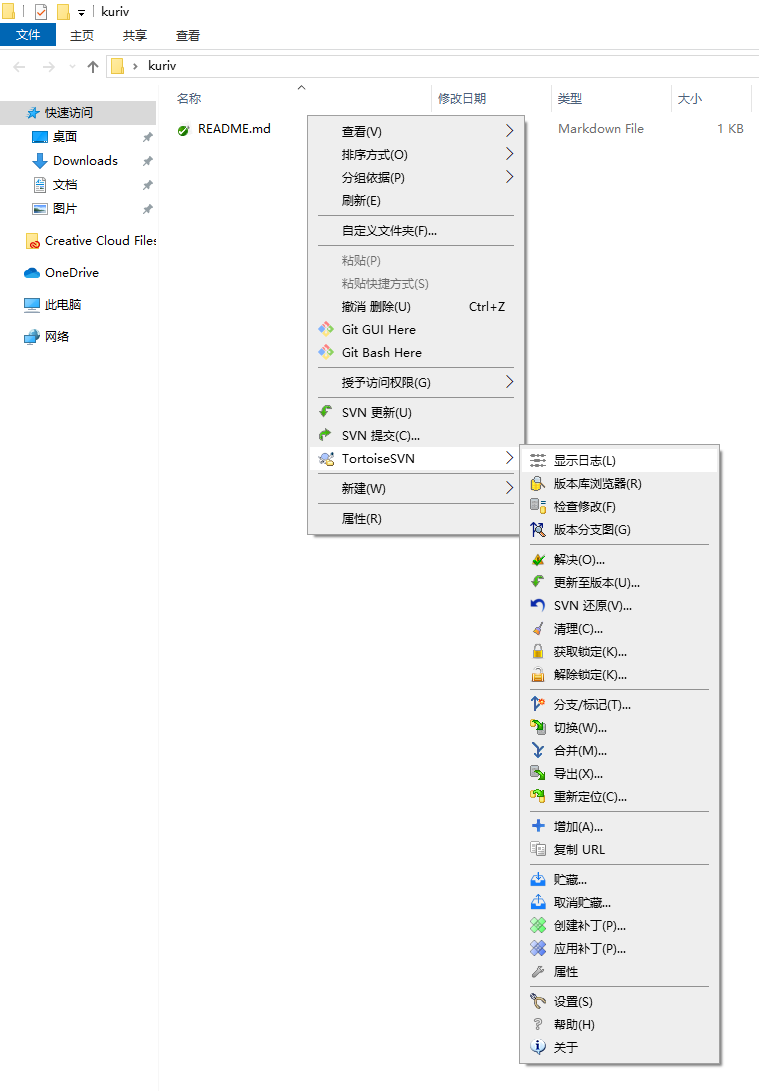 kuriv
文件 主页 共享 查看
kuriv
名称 修改日期 类型 大小
快速访问
桌面
Downloads
文档
图片
Creative Cloud Files
OneDrive
此电脑
网络
README.md Markdown File 1 KB
查看(V)
排序方式(O)
分组依据(P)
刷新(E)
自定义文件夹(F)...
粘贴(P)
粘贴快捷方式(S)
撤消 删除(U) Ctrl+Z
Git GUI Here
Git Bash Here
授予访问权限(G)
SVN 更新(U)
SVN 提交(C)...
TortoiseSVN
新建(W)
属性(R)
显示日志(L)
版本库浏览器(R)
检查修改(F)
版本分支图(G)
解决(O)...
更新至版本(U)...
SVN 还原(V)...
清理(C)...
获取锁定(K)...
解除锁定(K)...
分支/标记(T)...
切换(W)...
合并(M)...
导出(X)...
重新定位(C)...
增加(A)...
复制 URL
贮藏...
取消贮藏...
创建补丁(P)...
应用补丁(P)...
属性
设置(S)
帮助(H)
关于